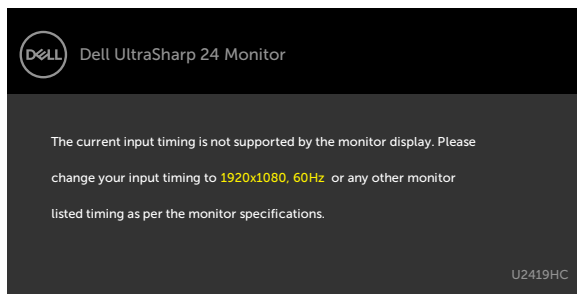 DELL
Dell UltraSharp 24 Monitor
The current input timing is not supported by the monitor display. Please
change your input timing to 1920x1080, 60Hz or any other monitor
listed timing as per the monitor specifications.
U2419HC